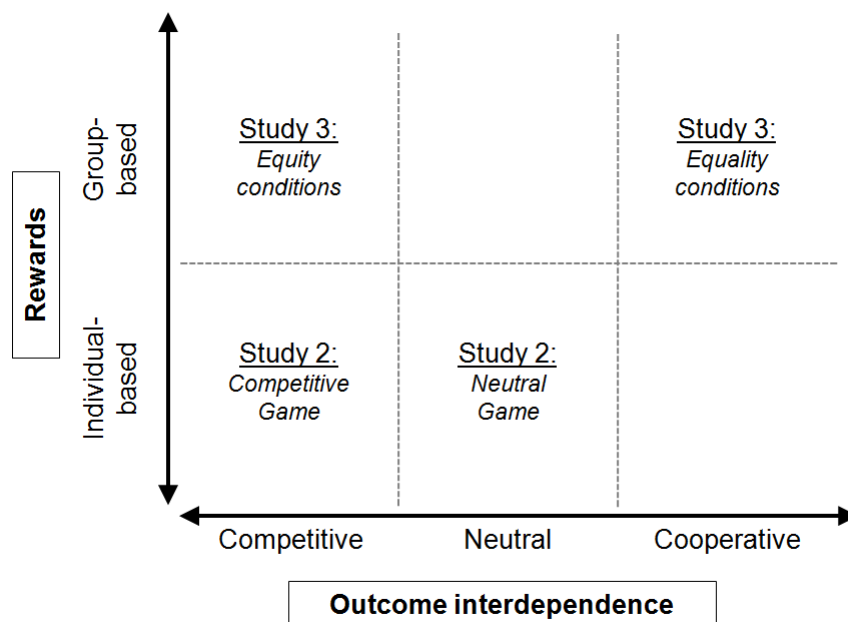 Rewards
Group-
based
Individual-
based
Study 3:
Equity
conditions
Study 3:
Equality
conditions
Study 2:
Competitive
Game
Study 2:
Neutral
Game
Competitive
Neutral
Cooperative
Outcome interdependence